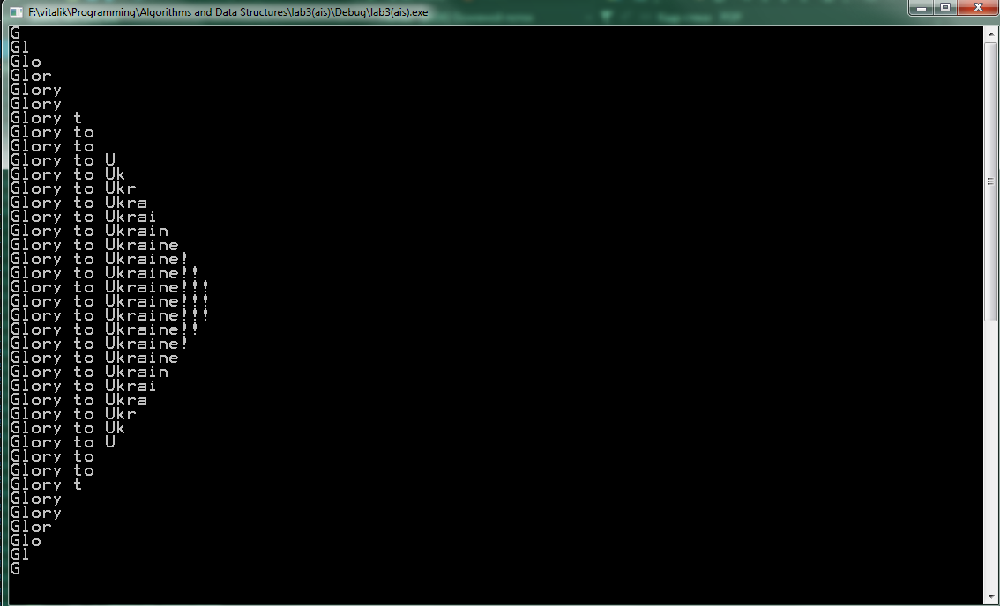 F:\vitalik\Programming\Algorithms and Data Structures\lab3(ais)\Debug\lab3(ais).exe
G
Gl
Glo
Glor
Glory
Glory
Glory t
Glory to
Glory to
Glory to U
Glory to Uk
Glory to Ukr
Glory to Ukra
Glory to Ukrai
Glory to Ukrain
Glory to Ukraine
Glory to Ukraine!
Glory to Ukraine!!
Glory to Ukraine!!!
Glory to Ukraine!!!
Glory to Ukraine!!!
Glory to Ukraine!!
Glory to Ukraine!
Glory to Ukraine
Glory to Ukrain
Glory to Ukrai
Glory to Ukra
Glory to Ukr
Glory to Uk
Glory to U
Glory to
Glory to
Glory t
Glory
Glory
Glor
Glo
Gl
G